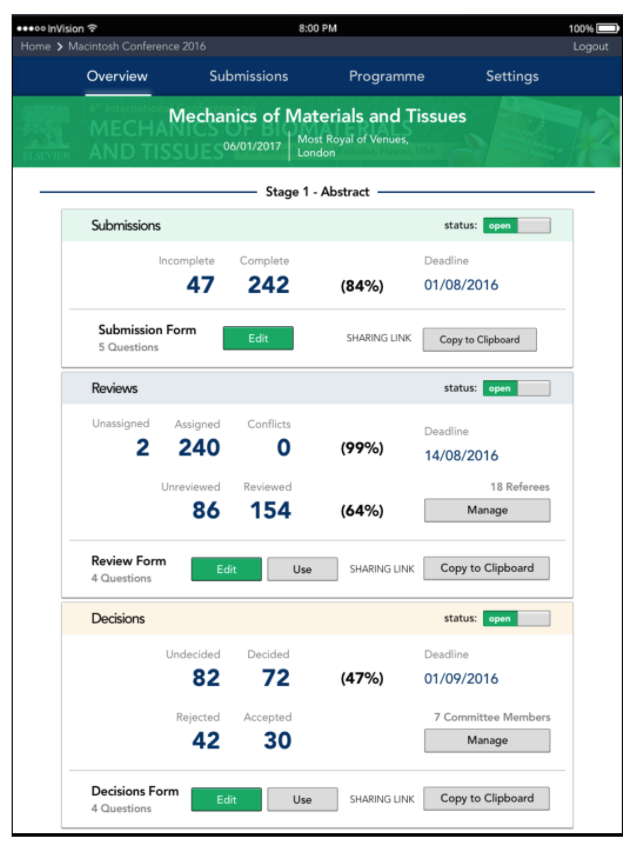 InVision 8:00 PM 100%
Home > Macintosh Conference 2016 Logout
Overview Submissions Programme Settings
6th International
MECHANICS OF BIOMATERIALS
AND TISSUES
ELSEVIER
Mechanics of Materials and Tissues
06/01/2017 Most Royal of Venues,
London
USA
Stage 1 - Abstract
Submissions status: open
Incomplete Complete Deadline
47 242 (84%) 01/08/2016
Submission Form Edit SHARING LINK Copy to Clipboard
5 Questions
Reviews status: open
Unassigned Assigned Conflicts Deadline
2 240 0 (99%) 14/08/2016
Unreviewed Reviewed 18 Referees
86 154 (64%) Manage
Review Form Edit Use SHARING LINK Copy to Clipboard
4 Questions
Decisions status: open
Undecided Decided Deadline
82 72 (47%) 01/09/2016
Rejected Accepted 7 Committee Members
42 30 Manage
Decisions Form Edit Use SHARING LINK Copy to Clipboard
4 Questions